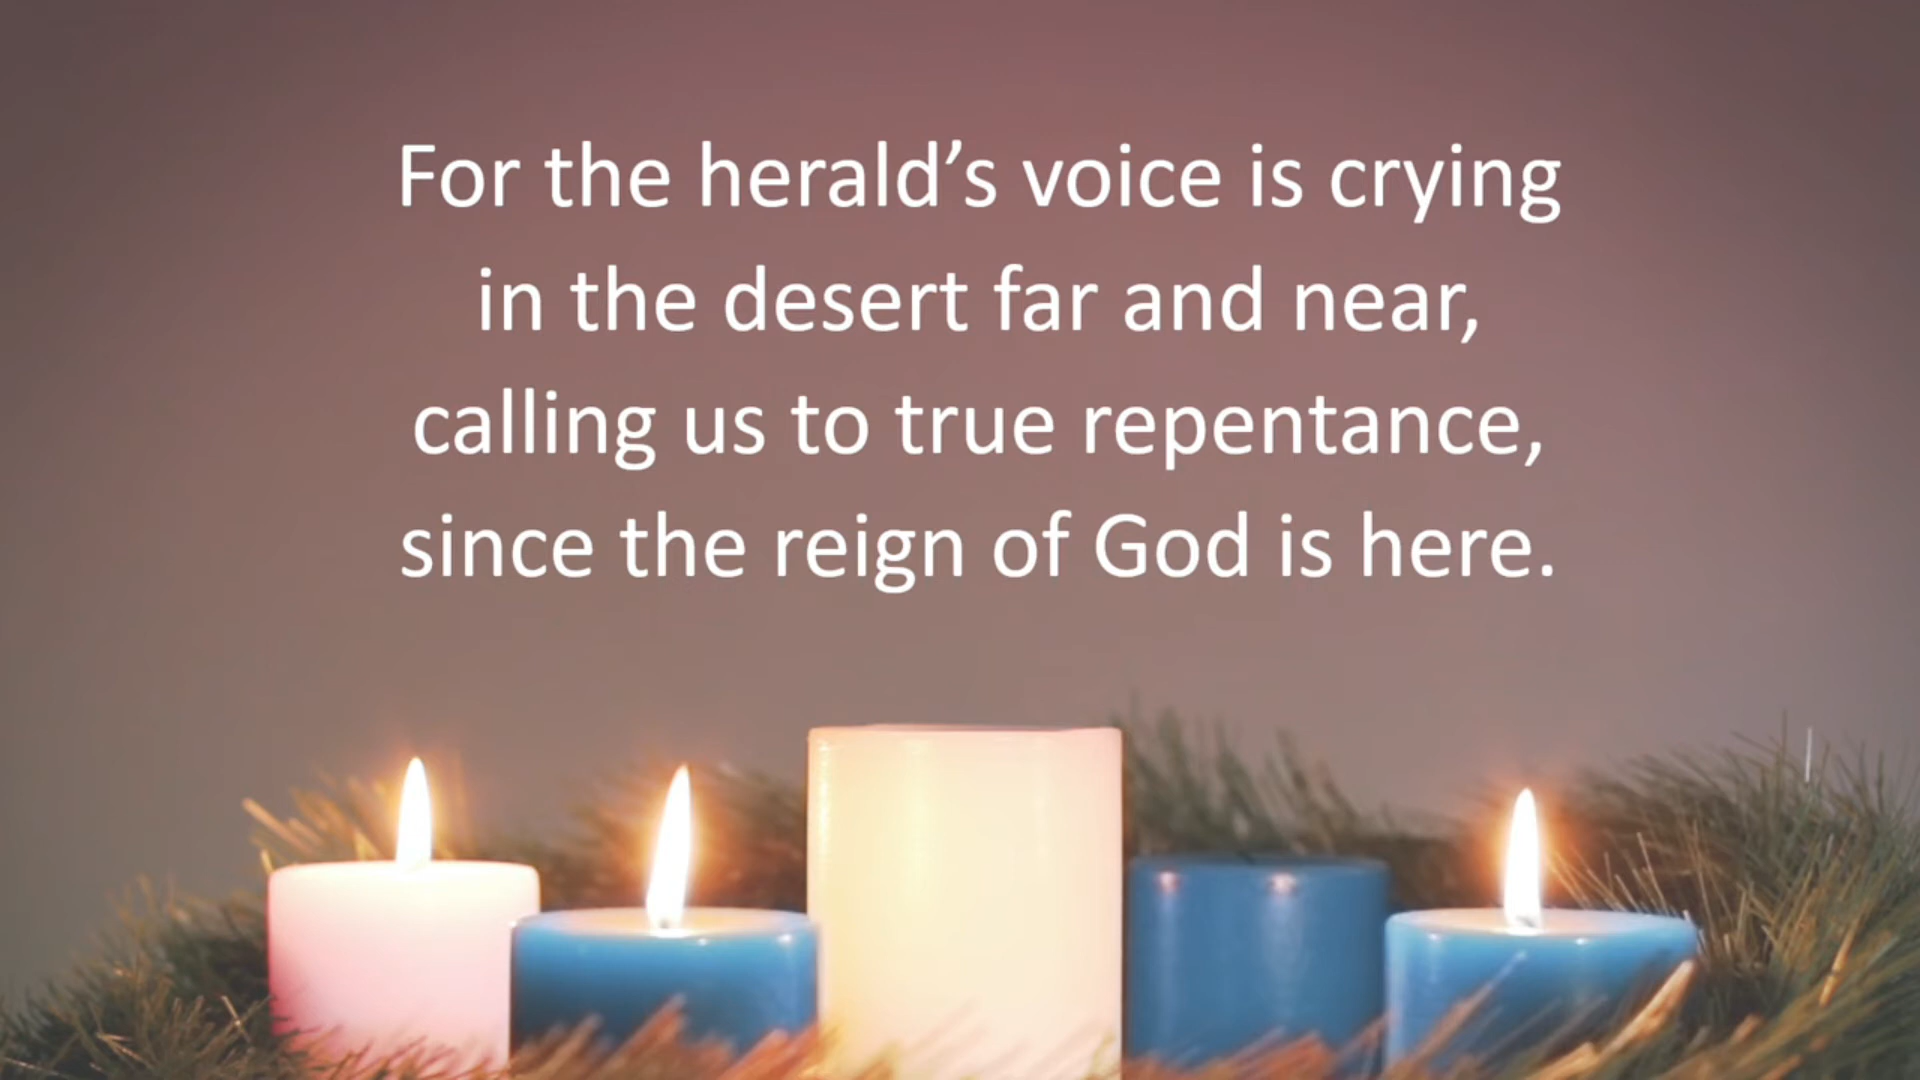 For the herald’s voice is crying
in the desert far and near,
calling us to true repentance,
since the reign of God is here.